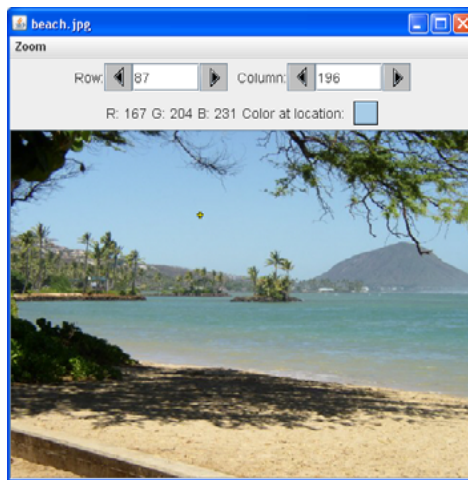 beach.jpg
Zoom
Row: 87 Column: 196
R: 167 G: 204 B: 231 Color at location: